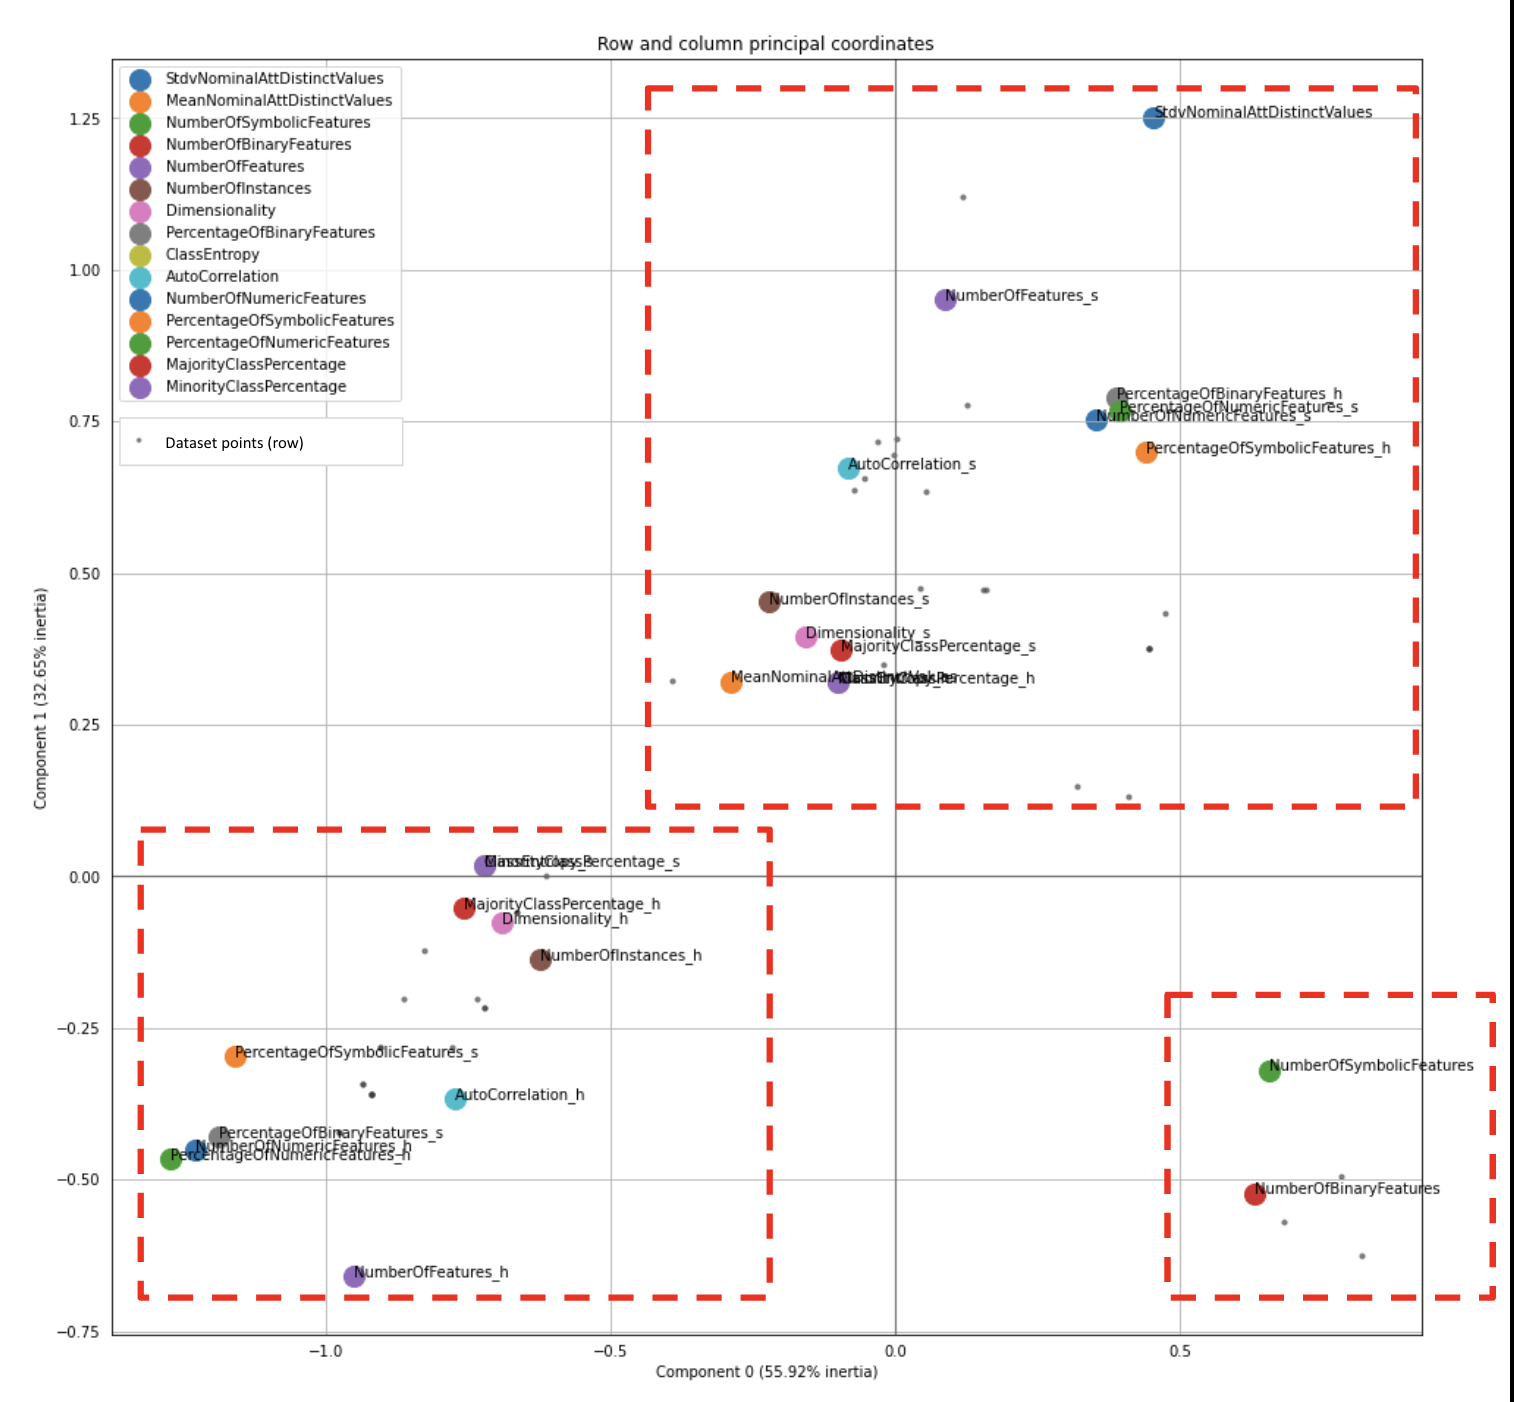 Row and column principal coordinates
StdvNominalAttDistinctValues
MeanNominalAttDistinctValues
NumberOfSymbolicFeatures
NumberOfBinaryFeatures
NumberOfFeatures
NumberOfInstances
Dimensionality
PercentageOfBinaryFeatures
ClassEntropy
AutoCorrelation
NumberOfNumericFeatures
PercentageOfSymbolicFeatures
PercentageOfNumericFeatures
MajorityClassPercentage
MinorityClassPercentage
Dataset points (row)
StdvNominalAttDistinctValues
NumberOfFeatures_s
PercentageOfBinaryFeatures_h
PercentageOfNumericFeatures_s
NumberOfNumericFeatures_s
PercentageOfSymbolicFeatures_h
AutoCorrelation_s
NumberOfInstances_s
Dimensionality_s
MajorityClassPercentage_s
MeanNominalAttDistinctValues
MinorityClassPercentage_h
MinorityClassPercentage_s
MajorityClassPercentage_h
Dimensionality_h
NumberOfInstances_h
PercentageOfSymbolicFeatures_s
AutoCorrelation_h
PercentageOfBinaryFeatures_s
NumberOfNumericFeatures_h
PercentageOfNumericFeatures_h
NumberOfFeatures_h
NumberOfSymbolicFeatures
NumberOfBinaryFeatures
1.25
1.00
0.75
0.50
0.25
0.00
−0.25
−0.50
−0.75
Component 1 (32.65% inertia)
−1.0
−0.5
0.0
0.5
Component 0 (55.92% inertia)